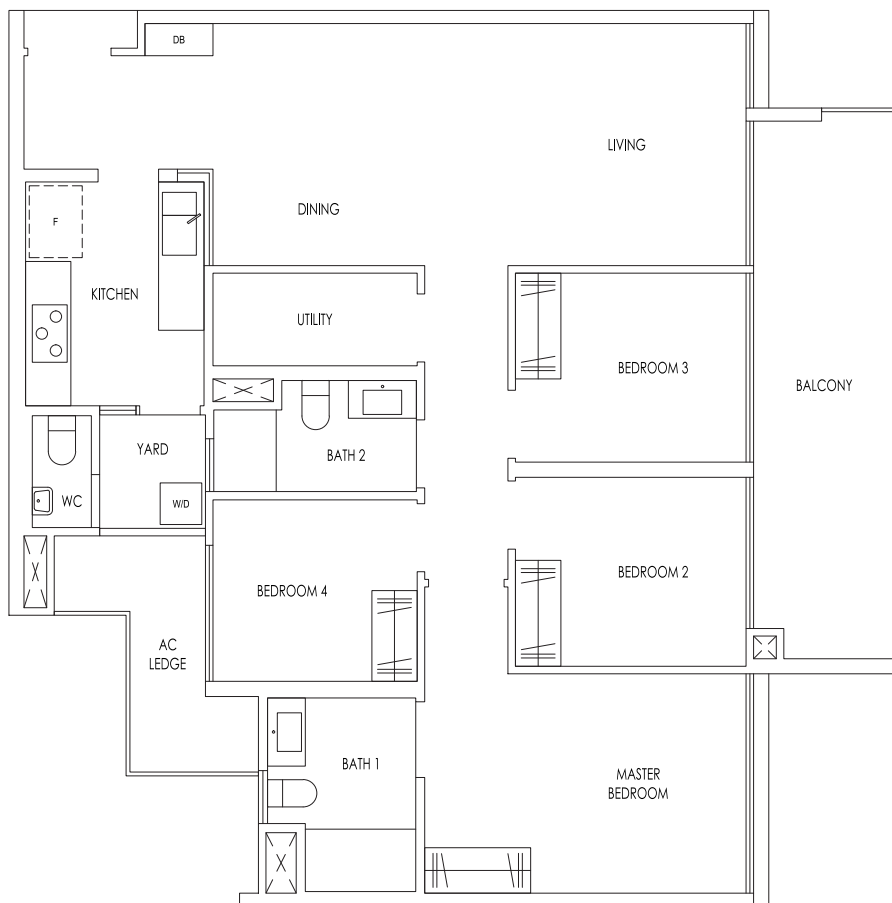 DB
LIVING
DINING
F
KITCHEN
UTILITY
BEDROOM 3
BALCONY
YARD
BATH 2
WC
W/D
BEDROOM 4
BEDROOM 2
AC
LEDGE
BATH 1
MASTER
BEDROOM